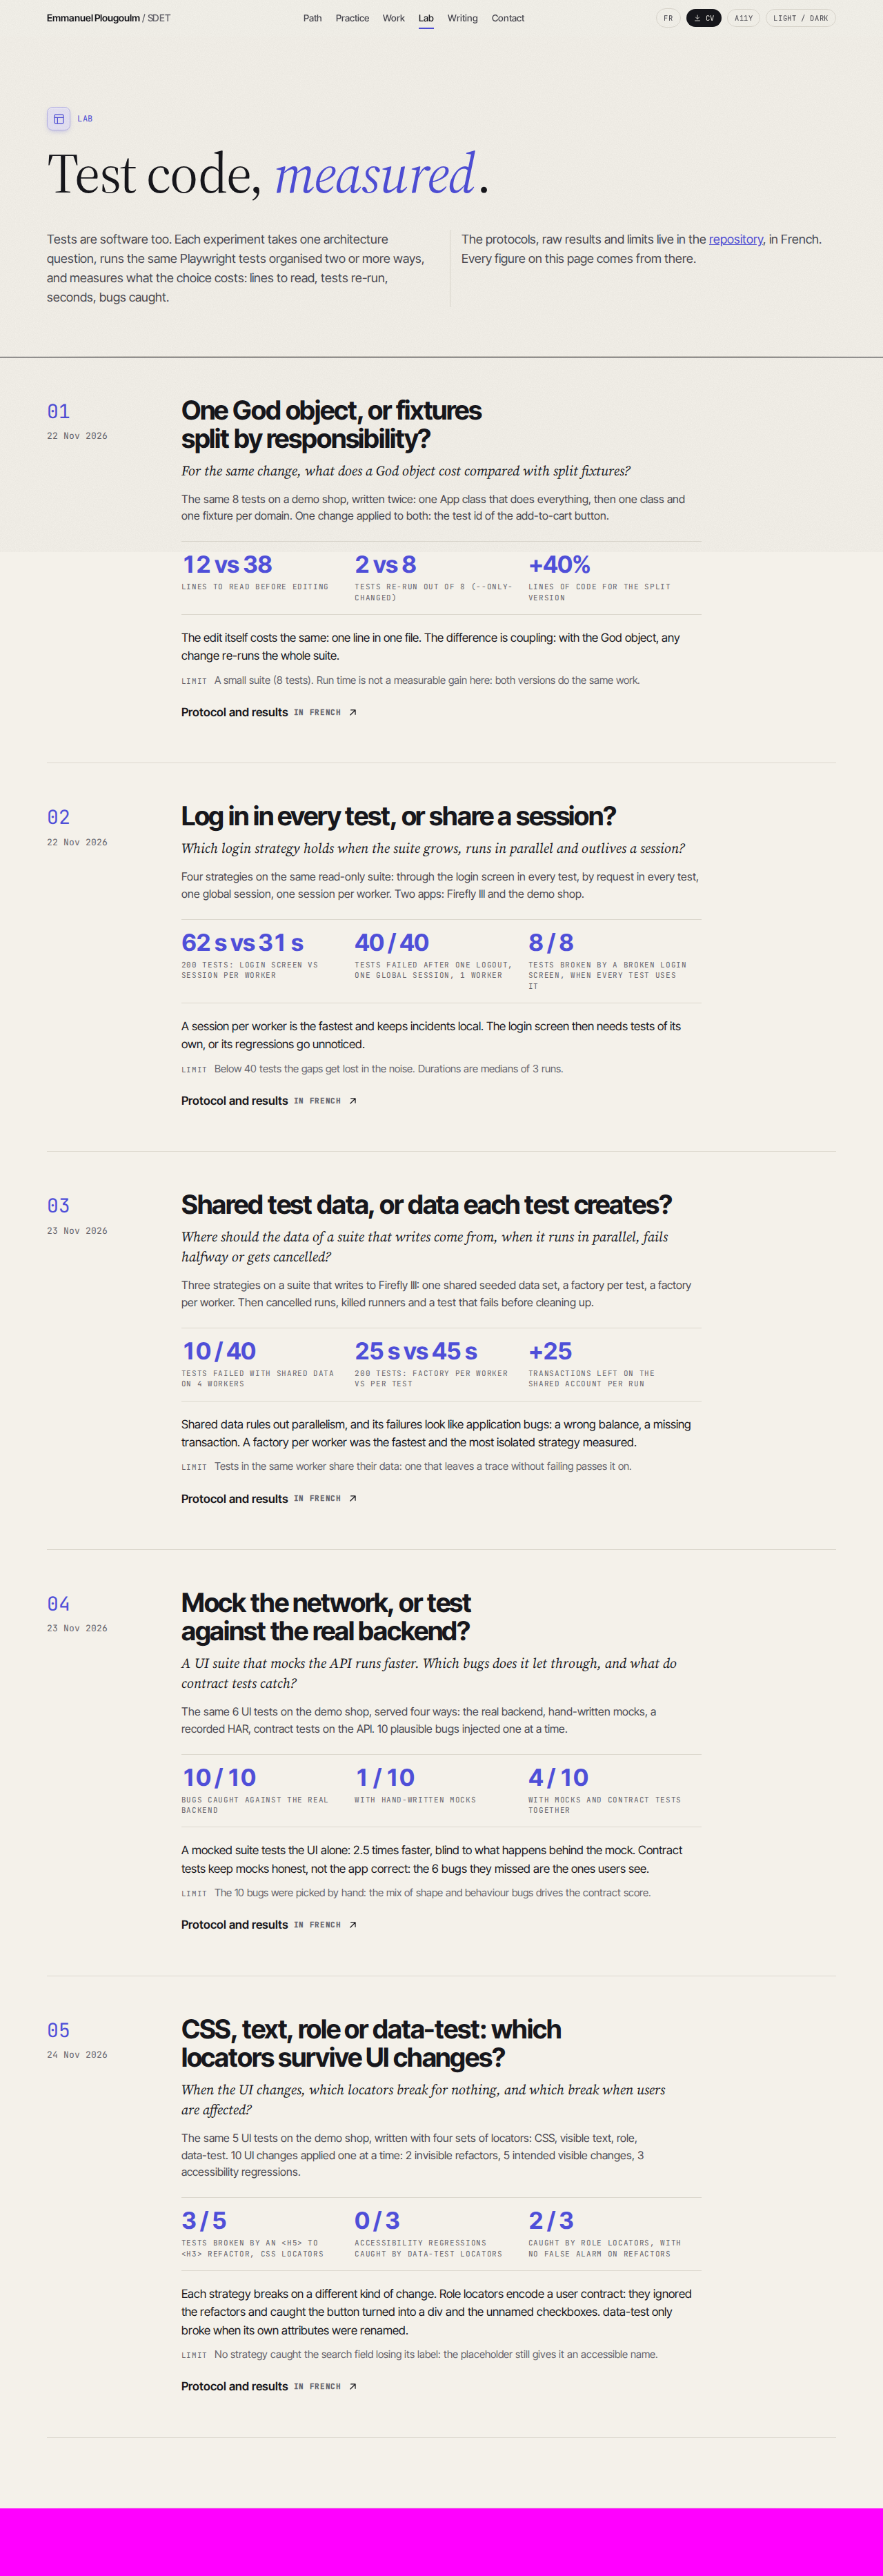 Emmanuel Plougoulm / SDET
Path Practice Work Lab Writing Contact
FR CV A11Y LIGHT / DARK
LAB
Test code, measured.
Tests are software too. Each experiment takes one architecture
question, runs the same Playwright tests organised two or more ways,
and measures what the choice costs: lines to read, tests re-run,
seconds, bugs caught.
The protocols, raw results and limits live in the repository, in French.
Every figure on this page comes from there.
01
22 Nov 2026
One God object, or fixtures
split by responsibility?
For the same change, what does a God object cost compared with split fixtures?
The same 8 tests on a demo shop, written twice: one App class that does everything, then one class and
one fixture per domain. One change applied to both: the test id of the add-to-cart button.
12 vs 38
LINES TO READ BEFORE EDITING
2 vs 8
TESTS RE-RUN OUT OF 8 (--ONLY-
CHANGED)
+40%
LINES OF CODE FOR THE SPLIT
VERSION
The edit itself costs the same: one line in one file. The difference is coupling: with the God object, any
change re-runs the whole suite.
LIMIT A small suite (8 tests). Run time is not a measurable gain here: both versions do the same work.
Protocol and results IN FRENCH
02
22 Nov 2026
Log in in every test, or share a session?
Which login strategy holds when the suite grows, runs in parallel and outlives a session?
Four strategies on the same read-only suite: through the login screen in every test, by request in every test,
one global session, one session per worker. Two apps: Firefly III and the demo shop.
62 s vs 31 s
200 TESTS: LOGIN SCREEN VS
SESSION PER WORKER
40 / 40
TESTS FAILED AFTER ONE LOGOUT,
ONE GLOBAL SESSION, 1 WORKER
8 / 8
TESTS BROKEN BY A BROKEN LOGIN
SCREEN, WHEN EVERY TEST USES
IT
A session per worker is the fastest and keeps incidents local. The login screen then needs tests of its
own, or its regressions go unnoticed.
LIMIT Below 40 tests the gaps get lost in the noise. Durations are medians of 3 runs.
Protocol and results IN FRENCH
03
23 Nov 2026
Shared test data, or data each test creates?
Where should the data of a suite that writes come from, when it runs in parallel, fails
halfway or gets cancelled?
Three strategies on a suite that writes to Firefly III: one shared seeded data set, a factory per test, a factory
per worker. Then cancelled runs, killed runners and a test that fails before cleaning up.
10 / 40
TESTS FAILED WITH SHARED DATA
ON 4 WORKERS
25 s vs 45 s
200 TESTS: FACTORY PER WORKER
VS PER TEST
+25
TRANSACTIONS LEFT ON THE
SHARED ACCOUNT PER RUN
Shared data rules out parallelism, and its failures look like application bugs: a wrong balance, a missing
transaction. A factory per worker was the fastest and the most isolated strategy measured.
LIMIT Tests in the same worker share their data: one that leaves a trace without failing passes it on.
Protocol and results IN FRENCH
04
23 Nov 2026
Mock the network, or test
against the real backend?
A UI suite that mocks the API runs faster. Which bugs does it let through, and what do
contract tests catch?
The same 6 UI tests on the demo shop, served four ways: the real backend, hand-written mocks, a
recorded HAR, contract tests on the API. 10 plausible bugs injected one at a time.
10 / 10
BUGS CAUGHT AGAINST THE REAL
BACKEND
1 / 10
WITH HAND-WRITTEN MOCKS
4 / 10
WITH MOCKS AND CONTRACT TESTS
TOGETHER
A mocked suite tests the UI alone: 2.5 times faster, blind to what happens behind the mock. Contract
tests keep mocks honest, not the app correct: the 6 bugs they missed are the ones users see.
LIMIT The 10 bugs were picked by hand: the mix of shape and behaviour bugs drives the contract score.
Protocol and results IN FRENCH
05
24 Nov 2026
CSS, text, role or data-test: which
locators survive UI changes?
When the UI changes, which locators break for nothing, and which break when users
are affected?
The same 5 UI tests on the demo shop, written with four sets of locators: CSS, visible text, role,
data-test. 10 UI changes applied one at a time: 2 invisible refactors, 5 intended visible changes, 3
accessibility regressions.
3 / 5
TESTS BROKEN BY AN <H5> TO
<H3> REFACTOR, CSS LOCATORS
0 / 3
ACCESSIBILITY REGRESSIONS
CAUGHT BY DATA-TEST LOCATORS
2 / 3
CAUGHT BY ROLE LOCATORS, WITH
NO FALSE ALARM ON REFACTORS
Each strategy breaks on a different kind of change. Role locators encode a user contract: they ignored
the refactors and caught the button turned into a div and the unnamed checkboxes. data-test only
broke when its own attributes were renamed.
LIMIT No strategy caught the search field losing its label: the placeholder still gives it an accessible name.
Protocol and results IN FRENCH